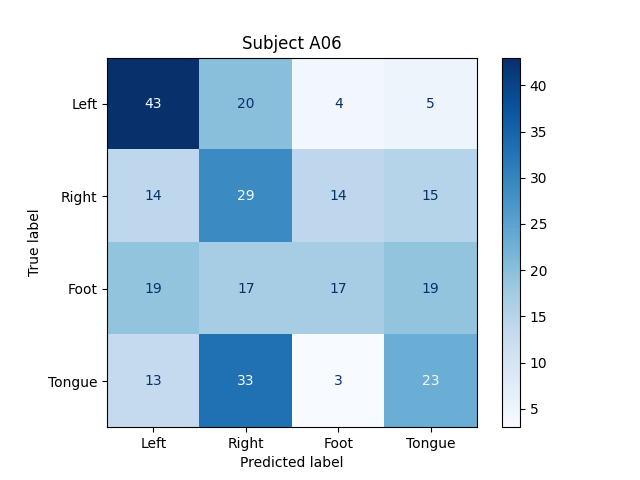 Subject A06
True label
Left 43 20 4 5
Right 14 29 14 15
Foot 19 17 17 19
Tongue 13 33 3 23
Left Right Foot Tongue
Predicted label
40
35
30
25
20
15
10
5